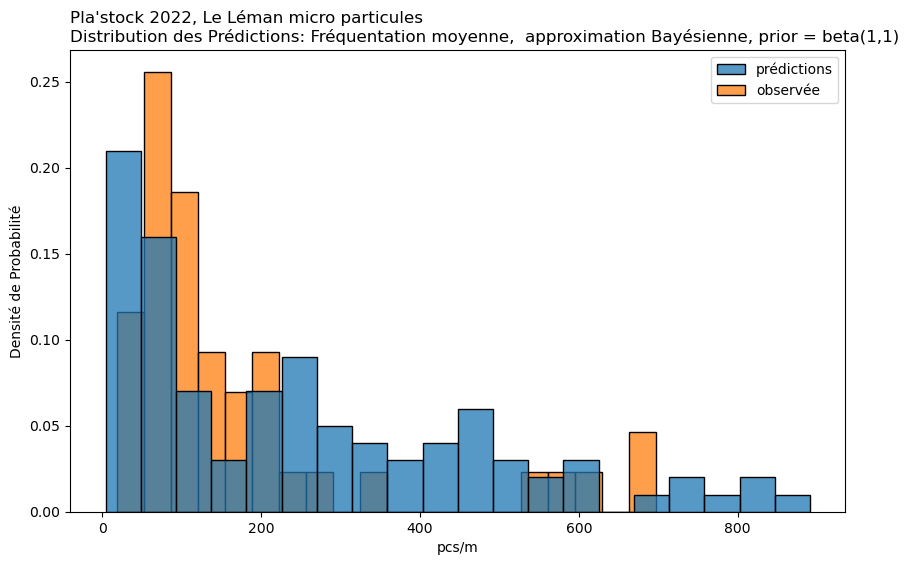 Pla'stock 2022, Le Léman micro particules
Distribution des Prédictions: Fréquentation moyenne,  approximation Bayésienne, prior = beta(1,1)
prédictions
observée
Densité de Probabilité
0.25
0.20
0.15
0.10
0.05
0.00
0
200
400
600
800
pcs/m